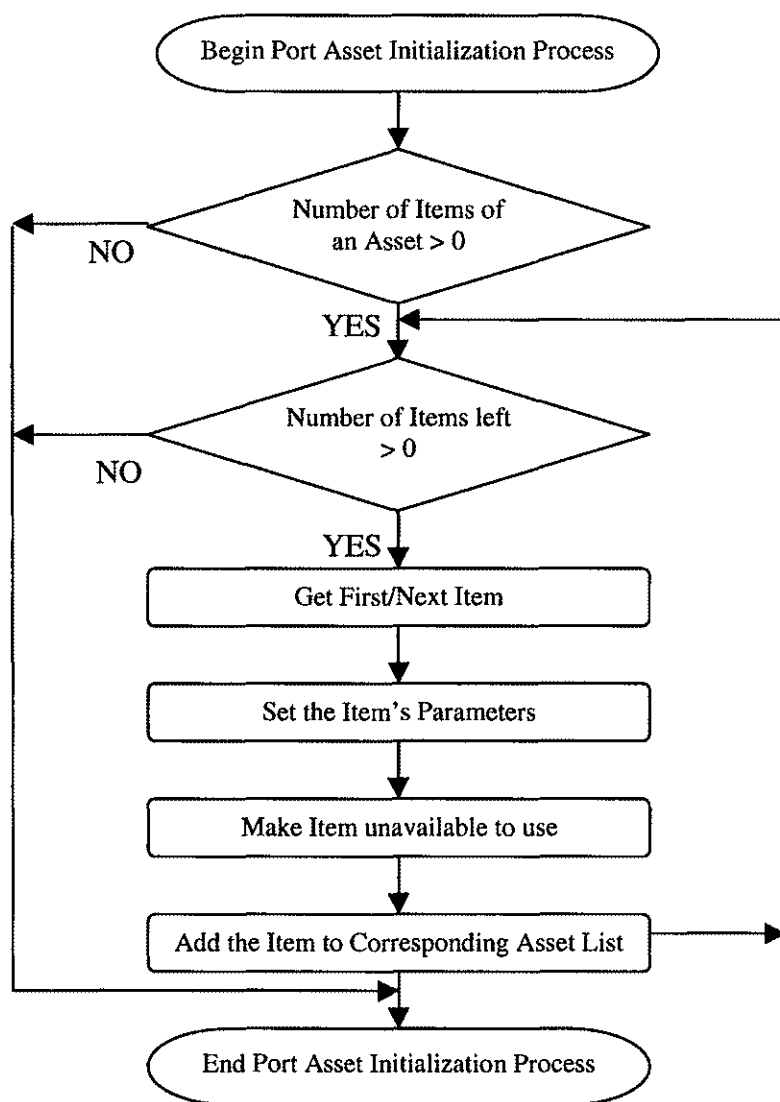 Begin Port Asset Initialization Process
Number of Items of
an Asset > 0
NO
YES
Number of Items left
> 0
NO
YES
Get First/Next Item
Set the Item's Parameters
Make Item unavailable to use
Add the Item to Corresponding Asset List
End Port Asset Initialization Process